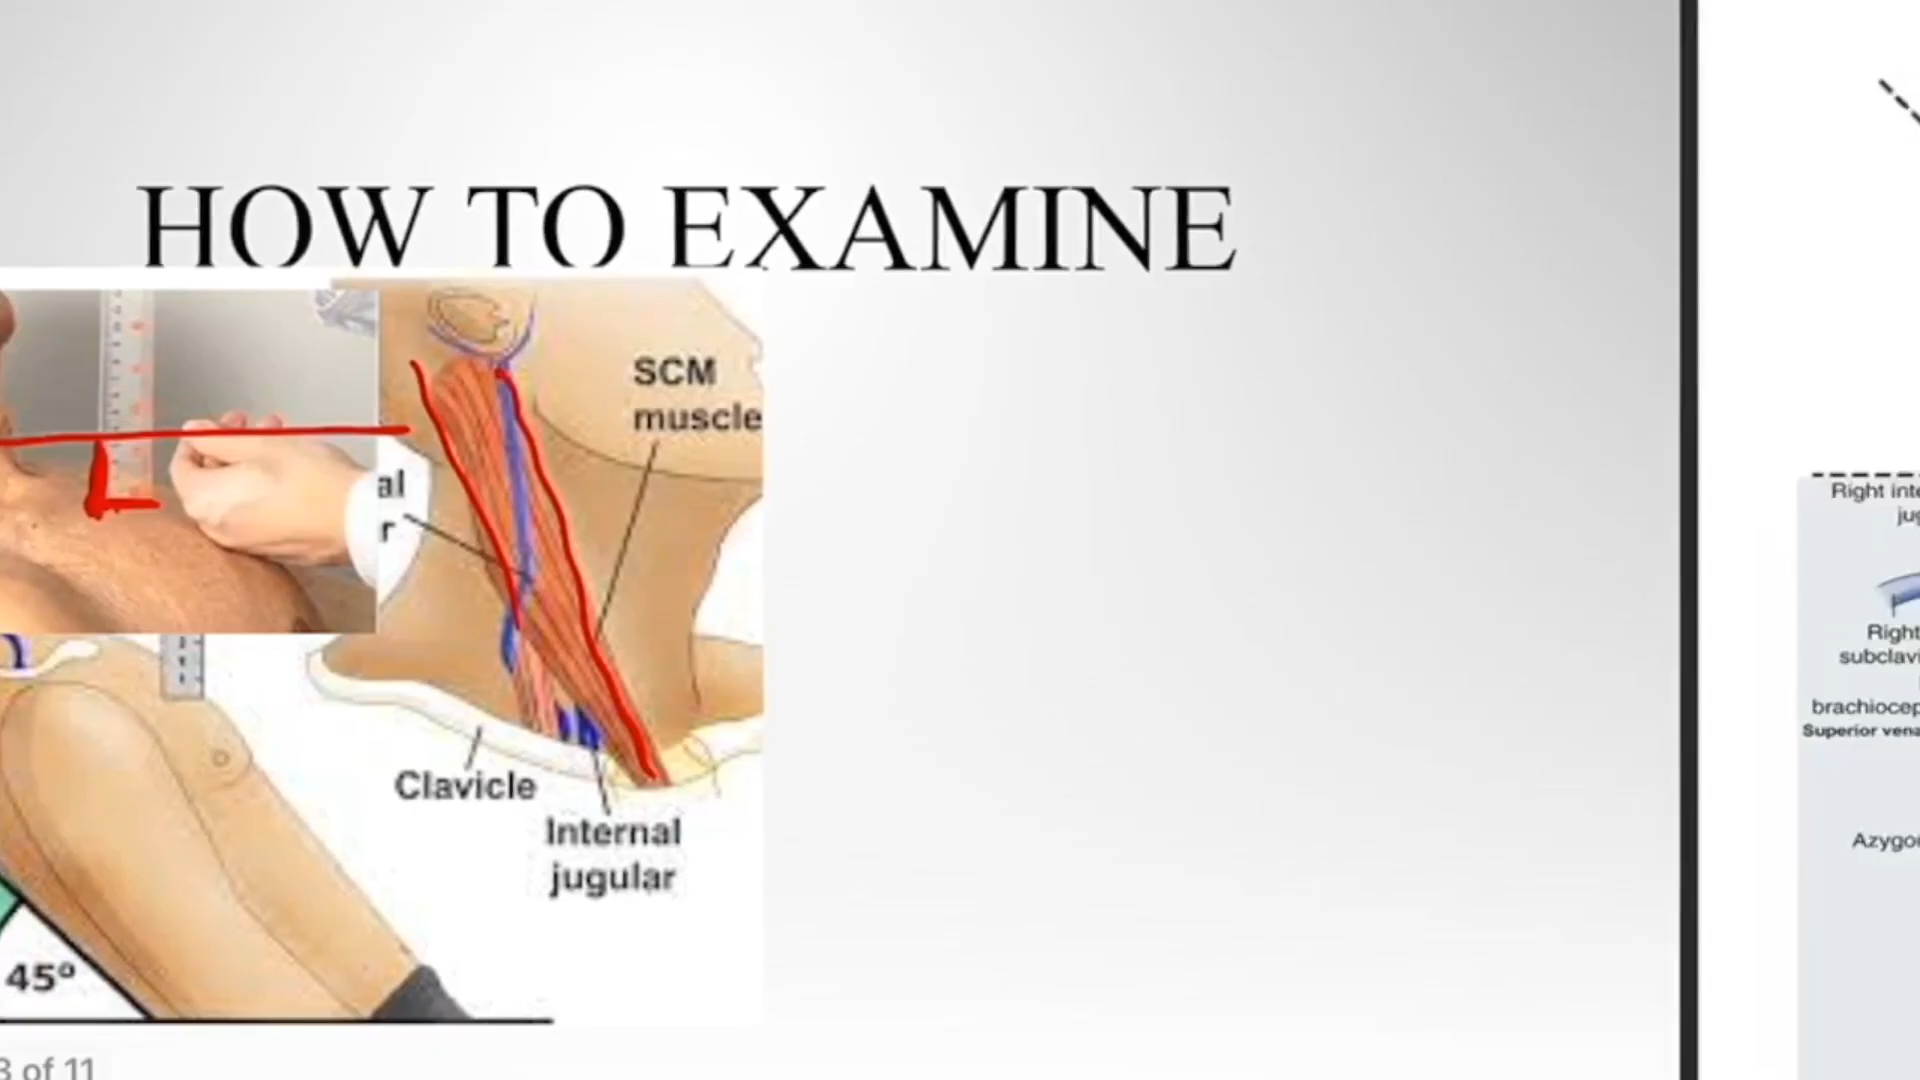 HOW TO EXAMINE
SCM
muscle
al
r
Clavicle
Internal
jugular
45º
3 of 11
Right inte
jug
Right
subclavi
brachiocep
Superior vena
Azygo